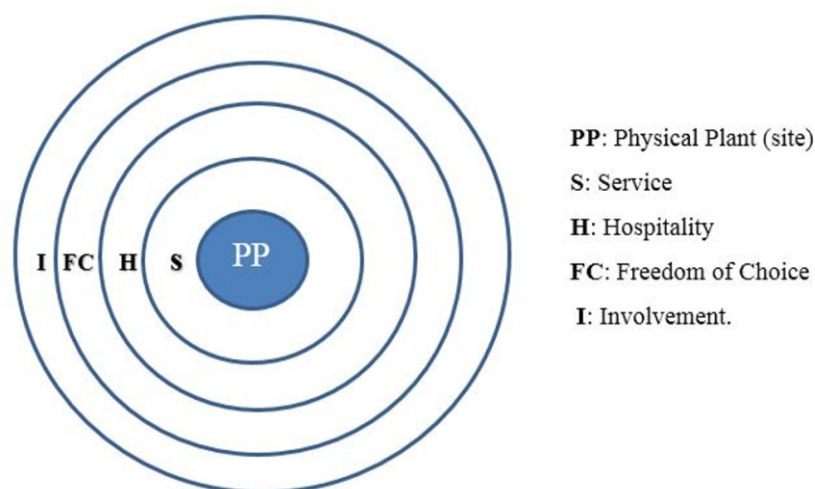 I FC H S PP
PP: Physical Plant (site)
S: Service
H: Hospitality
FC: Freedom of Choice
I: Involvement.